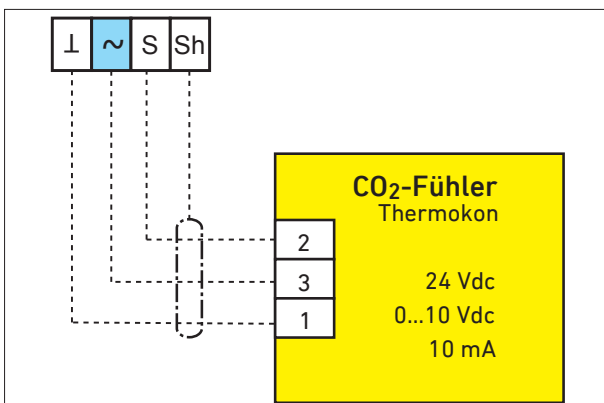 ⊥ ~ S Sh
CO₂-Fühler
Thermokon
2
3 24 Vdc
1 0...10 Vdc
10 mA